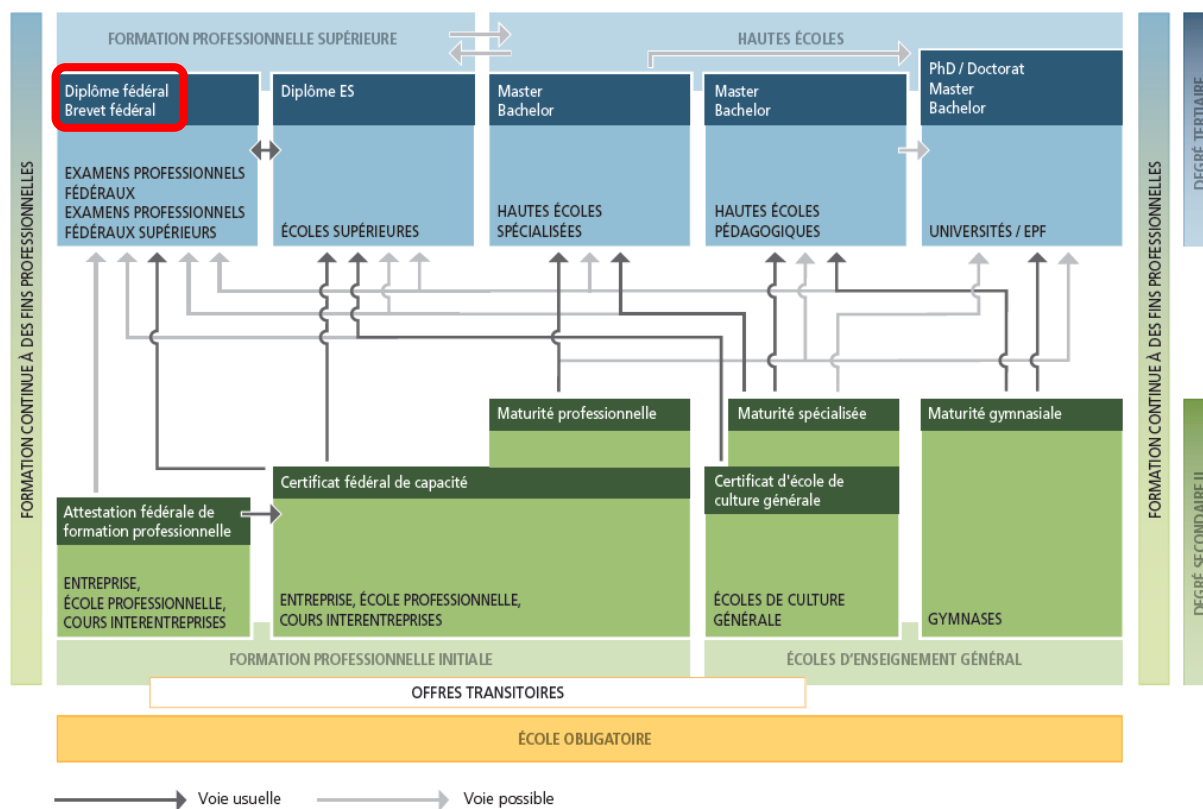 FORMATION PROFESSIONNELLE SUPÉRIEURE
HAUTES ÉCOLES
Diplôme fédéral
Brevet fédéral
Diplôme ES
Master
Bachelor
Master
Bachelor
PhD / Doctorat
Master
Bachelor
EXAMENS PROFESSIONNELS
FÉDÉRAUX
EXAMENS PROFESSIONNELS
FÉDÉRAUX SUPÉRIEURS
ÉCOLES SUPÉRIEURES
HAUTES ÉCOLES
SPÉCIALISÉES
HAUTES ÉCOLES
PÉDAGOGIQUES
UNIVERSITÉS / EPF
FORMATION CONTINUE À DES FINS PROFESSIONNELLES
FORMATION CONTINUE À DES FINS PROFESSIONNELLES
DEGRÉ TERTIAIRE
DEGRÉ SECONDAIRE II
Maturité professionnelle
Maturité spécialisée
Maturité gymnasiale
Certificat fédéral de capacité
Certificat d'école de
culture générale
Attestation fédérale de
formation professionnelle
ENTREPRISE,
ÉCOLE PROFESSIONNELLE,
COURS INTERENTREPRISES
ENTREPRISE, ÉCOLE PROFESSIONNELLE,
COURS INTERENTREPRISES
ÉCOLES DE CULTURE
GÉNÉRALE
GYMNASES
FORMATION PROFESSIONNELLE INITIALE
ÉCOLES D'ENSEIGNEMENT GÉNÉRAL
OFFRES TRANSITOIRES
ÉCOLE OBLIGATOIRE
Voie usuelle
Voie possible